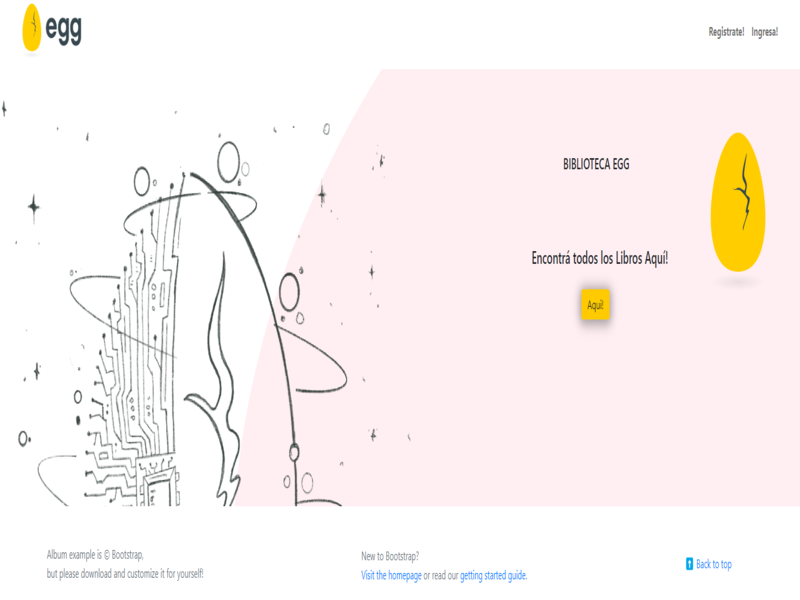 egg
Registrate! Ingresa!
BIBLIOTECA EGG
Encontrá todos los Libros Aquí!
Aquí!
Album example is © Bootstrap,
but please download and customize it for yourself!
New to Bootstrap?
Visit the homepage or read our getting started guide.
Back to top